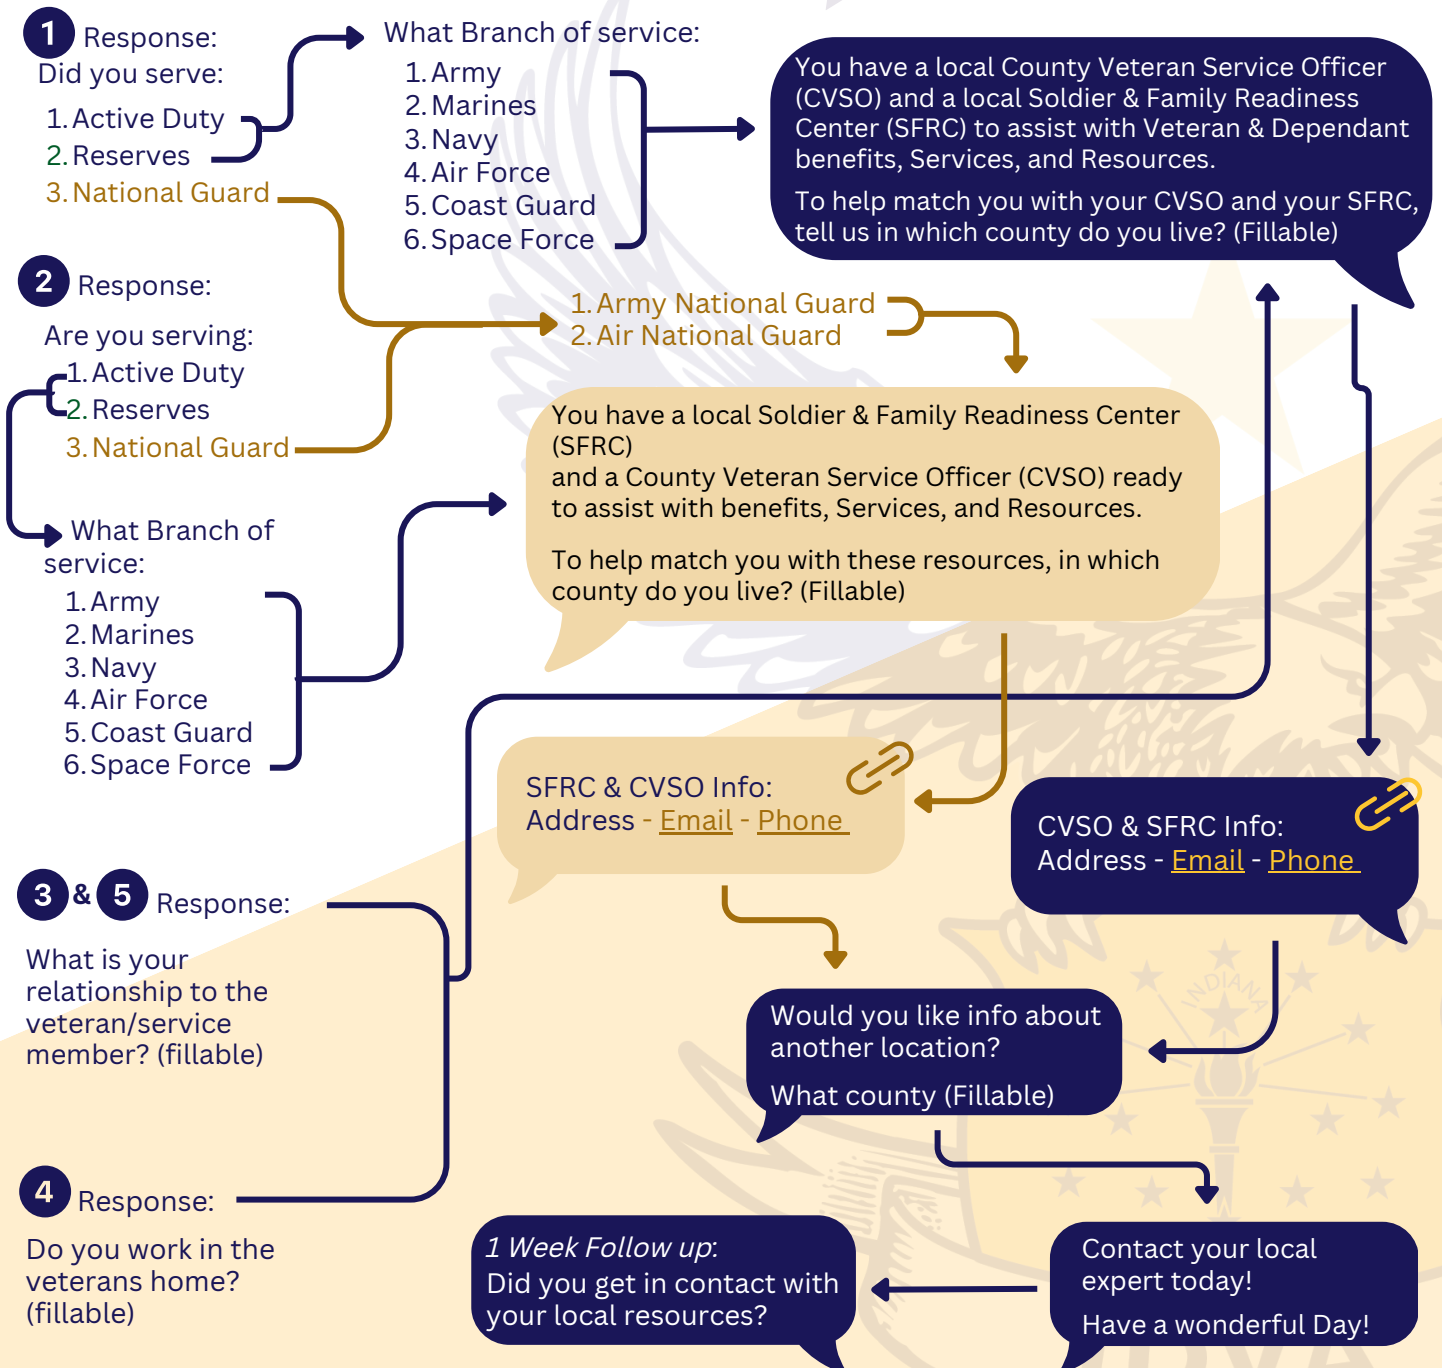 1 Response:
Did you serve:
1. Active Duty
2. Reserves
3. National Guard
What Branch of service:
1. Army
2. Marines
3. Navy
4. Air Force
5. Coast Guard
6. Space Force
You have a local County Veteran Service Officer
(CVSO) and a local Soldier & Family Readiness
Center (SFRC) to assist with Veteran & Dependant
benefits, Services, and Resources.
To help match you with your CVSO and your SFRC,
tell us in which county do you live? (Fillable)
2 Response:
Are you serving:
1. Active Duty
2. Reserves
3. National Guard
1. Army National Guard
2. Air National Guard
You have a local Soldier & Family Readiness Center
(SFRC)
and a County Veteran Service Officer (CVSO) ready
to assist with benefits, Services, and Resources.
To help match you with these resources, in which
county do you live? (Fillable)
What Branch of
service:
1. Army
2. Marines
3. Navy
4. Air Force
5. Coast Guard
6. Space Force
SFRC & CVSO Info:
Address - Email - Phone
CVSO & SFRC Info:
Address - Email - Phone
3 & 5 Response:
What is your
relationship to the
veteran/service
member? (fillable)
INDIANA
Would you like info about
another location?
What county (Fillable)
4 Response:
Do you work in the
veterans home?
(fillable)
1 Week Follow up:
Did you get in contact with
your local resources?
Contact your local
expert today!
Have a wonderful Day!